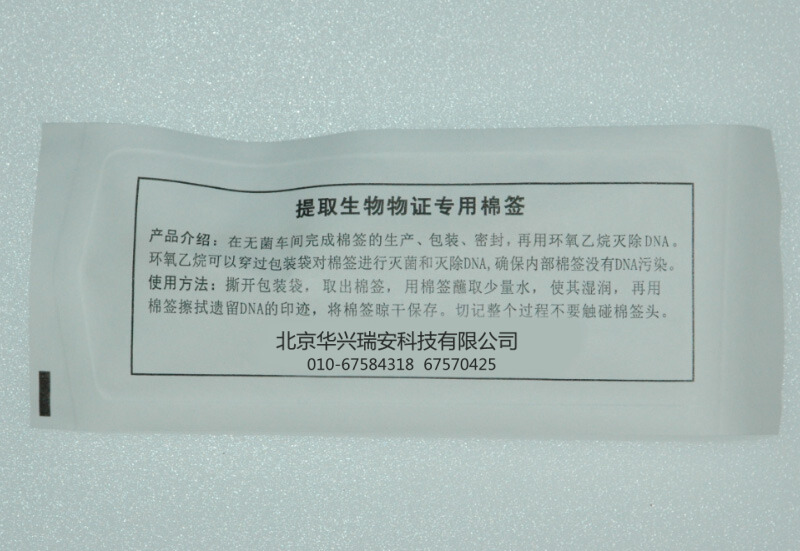 提取生物物证专用棉签
产品介绍：在无菌车间完成棉签的生产、包装、密封，再用环氧乙烷灭除DNA。
环氧乙烷可以穿过包装袋对棉签进行灭菌和灭除DNA,确保内部棉签没有DNA污染。
使用方法：撕开包装袋，取出棉签，用棉签蘸取少量水，使其湿润，再用
棉签擦拭遗留DNA的印迹，将棉签晾干保存。切记整个过程不要触碰棉签头。
北京华兴瑞安科技有限公司
010-67584318 67570425